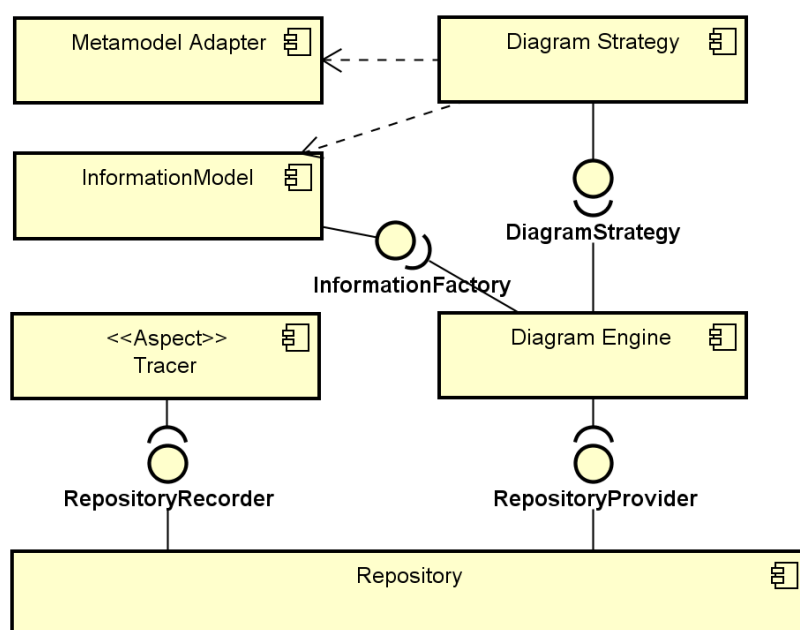 Metamodel Adapter
Diagram Strategy
InformationModel
DiagramStrategy
InformationFactory
<<Aspect>>
Tracer
Diagram Engine
RepositoryRecorder
RepositoryProvider
Repository